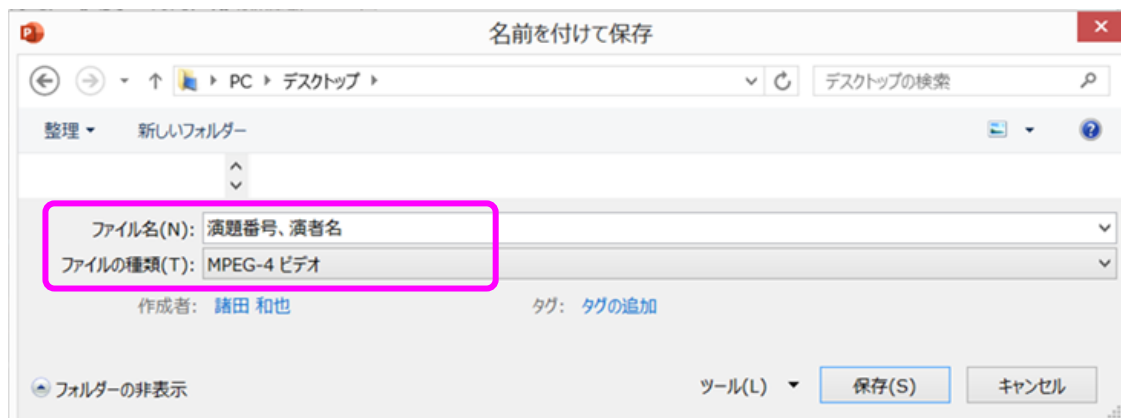 名前を付けて保存
PC デスクトップ デスクトップの検索
整理 新しいフォルダー
ファイル名(N): 演題番号、演者名
ファイルの種類(T): MPEG-4 ビデオ
作成者: 諸田 和也 タグ: タグの追加
フォルダーの非表示 ツール(L) 保存(S) キャンセル